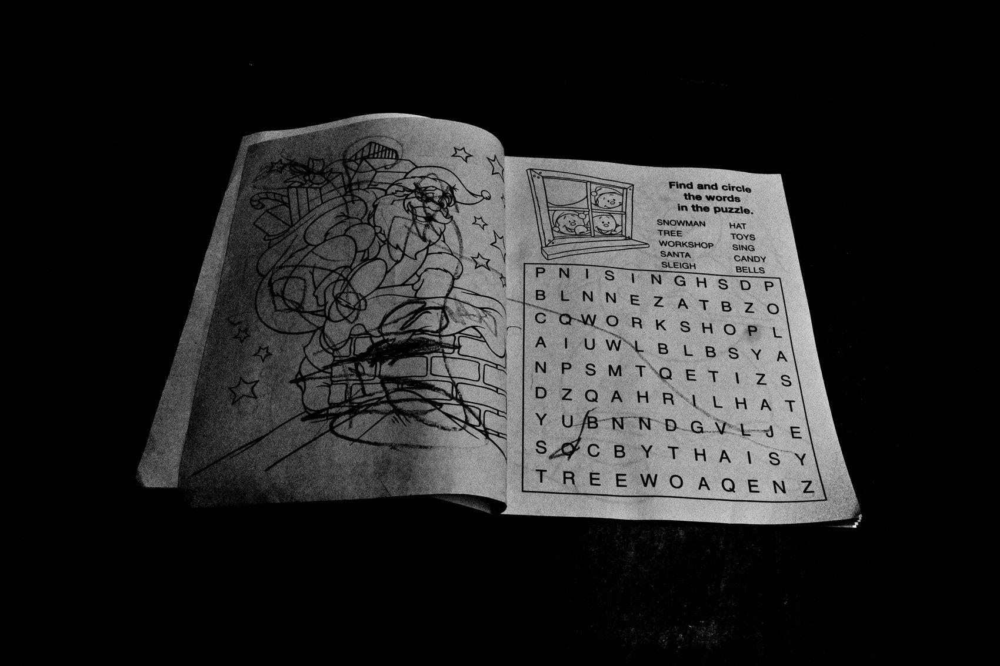 Find and circle
the words
in the puzzle.
SNOWMAN HAT
TREE TOYS
WORKSHOP SING
SANTA CANDY
SLEIGH BELLS
P N I S I N G H S D P
B L N N E Z A T B Z O
C Q W O R K S H O P L
A I U W L B L B S Y A
N P S M T Q E T I Z S
D Z Q A H R I L H A T
Y U B N N D G V L J E
S O C B Y T H A I S Y
T R E E W O A Q E N Z